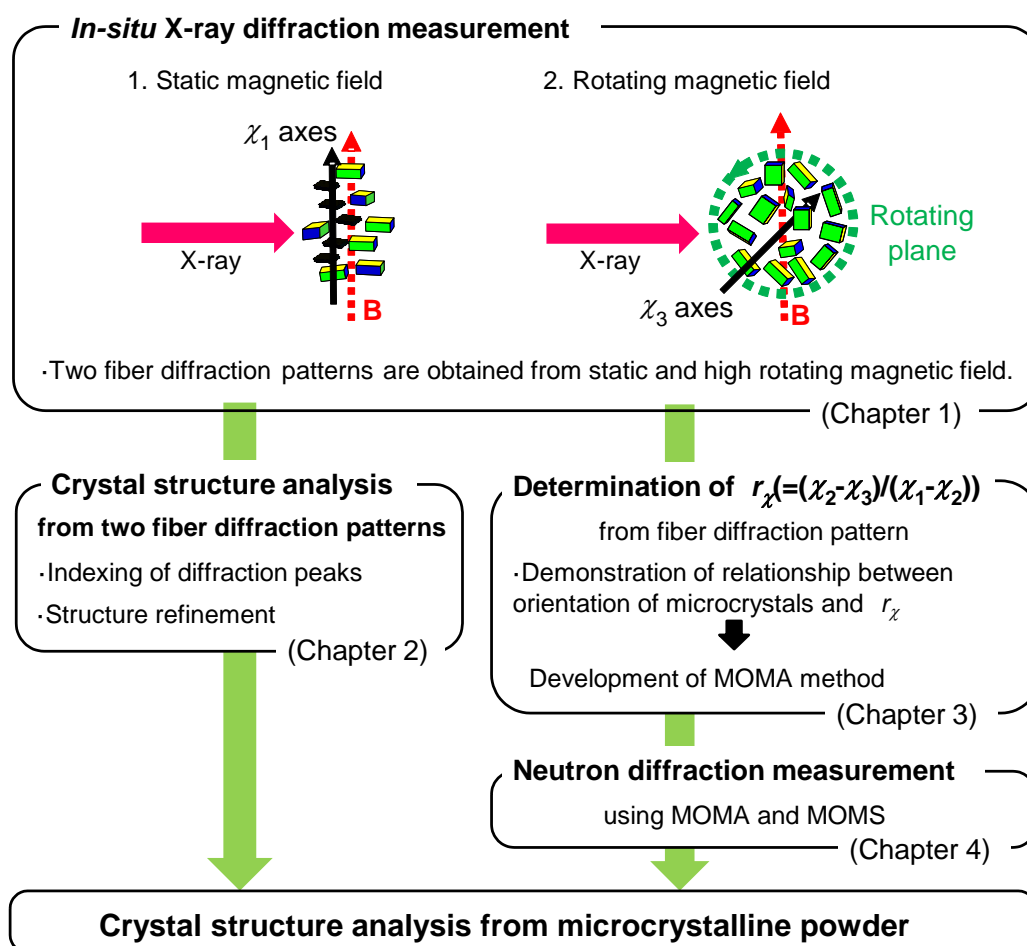 In-situ X-ray diffraction measurement
1. Static magnetic field
2. Rotating magnetic field
χ1 axes
X-ray
B
X-ray
Rotating
plane
χ3 axes
B
·Two fiber diffraction patterns are obtained from static and high rotating magnetic field.
(Chapter 1)
Crystal structure analysis
from two fiber diffraction patterns
·Indexing of diffraction peaks
·Structure refinement
(Chapter 2)
Determination of rχ(=(χ2-χ3)/(χ1-χ2))
from fiber diffraction pattern
·Demonstration of relationship between
orientation of microcrystals and rχ
Development of MOMA method
(Chapter 3)
Neutron diffraction measurement
using MOMA and MOMS
(Chapter 4)
Crystal structure analysis from microcrystalline powder